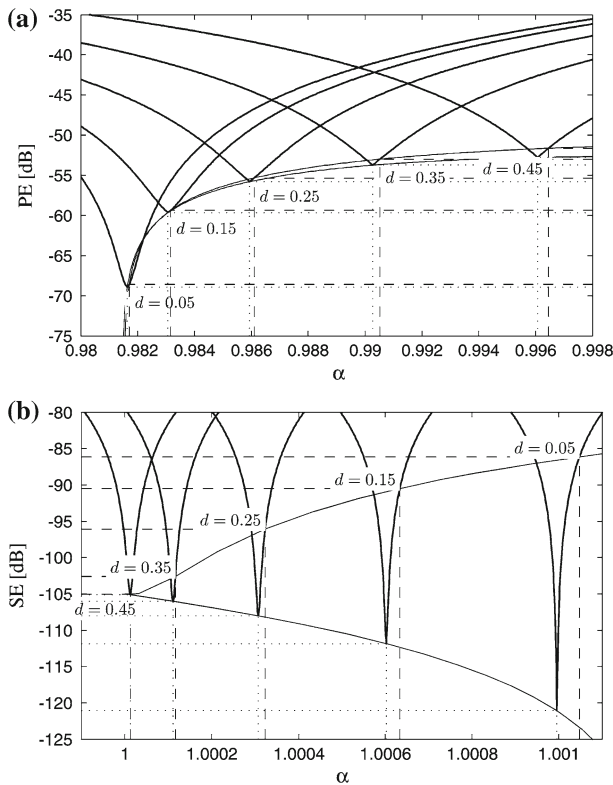 (a)
-35
-40
-45
-50
-55
-60
-65
-70
-75
PE [dB]
d = 0.45
d = 0.35
d = 0.25
d = 0.15
d = 0.05
0.98 0.982 0.984 0.986 0.988 0.99 0.992 0.994 0.996 0.998
α
(b)
-80
-85
-90
-95
-100
-105
-110
-115
-120
-125
SE [dB]
d = 0.05
d = 0.15
d = 0.25
d = 0.35
d = 0.45
1 1.0002 1.0004 1.0006 1.0008 1.001
α